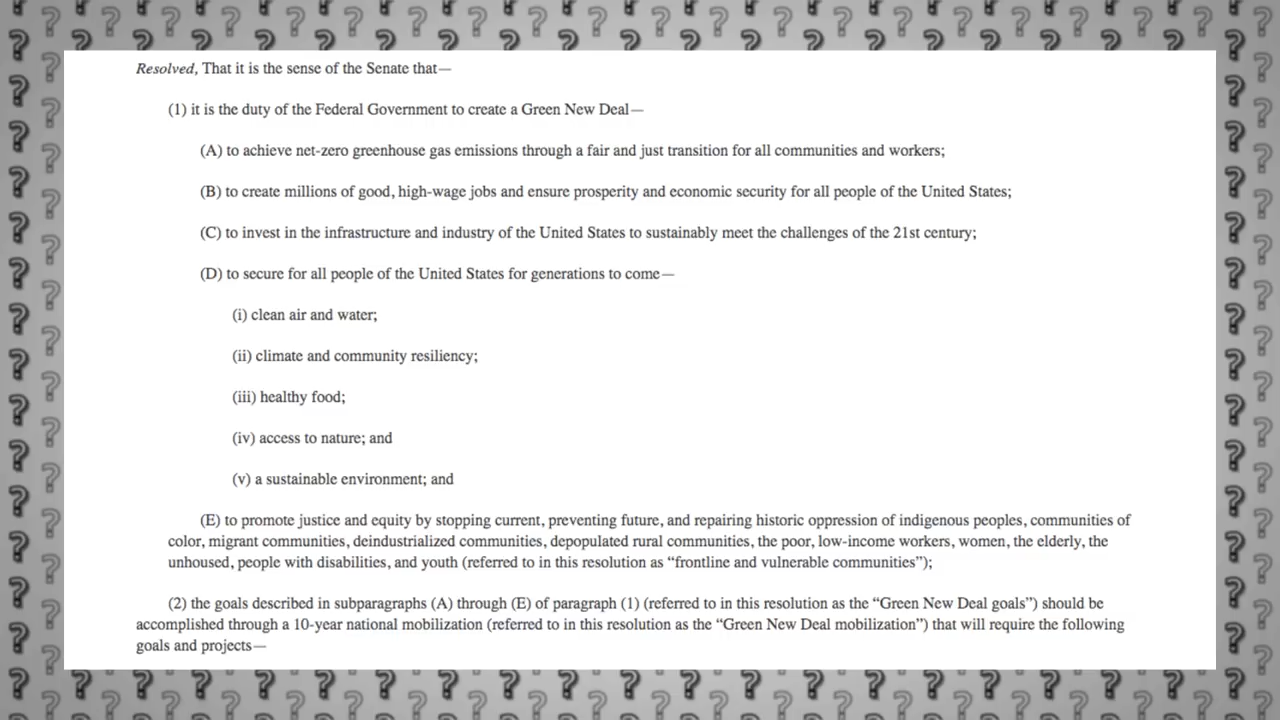 Resolved, That it is the sense of the Senate that—
(1) it is the duty of the Federal Government to create a Green New Deal—
(A) to achieve net-zero greenhouse gas emissions through a fair and just transition for all communities and workers;
(B) to create millions of good, high-wage jobs and ensure prosperity and economic security for all people of the United States;
(C) to invest in the infrastructure and industry of the United States to sustainably meet the challenges of the 21st century;
(D) to secure for all people of the United States for generations to come—
(i) clean air and water;
(ii) climate and community resiliency;
(iii) healthy food;
(iv) access to nature; and
(v) a sustainable environment; and
(E) to promote justice and equity by stopping current, preventing future, and repairing historic oppression of indigenous peoples, communities of
color, migrant communities, deindustrialized communities, depopulated rural communities, the poor, low-income workers, women, the elderly, the
unhoused, people with disabilities, and youth (referred to in this resolution as “frontline and vulnerable communities”);
(2) the goals described in subparagraphs (A) through (E) of paragraph (1) (referred to in this resolution as the “Green New Deal goals”) should be
accomplished through a 10-year national mobilization (referred to in this resolution as the “Green New Deal mobilization”) that will require the following
goals and projects—